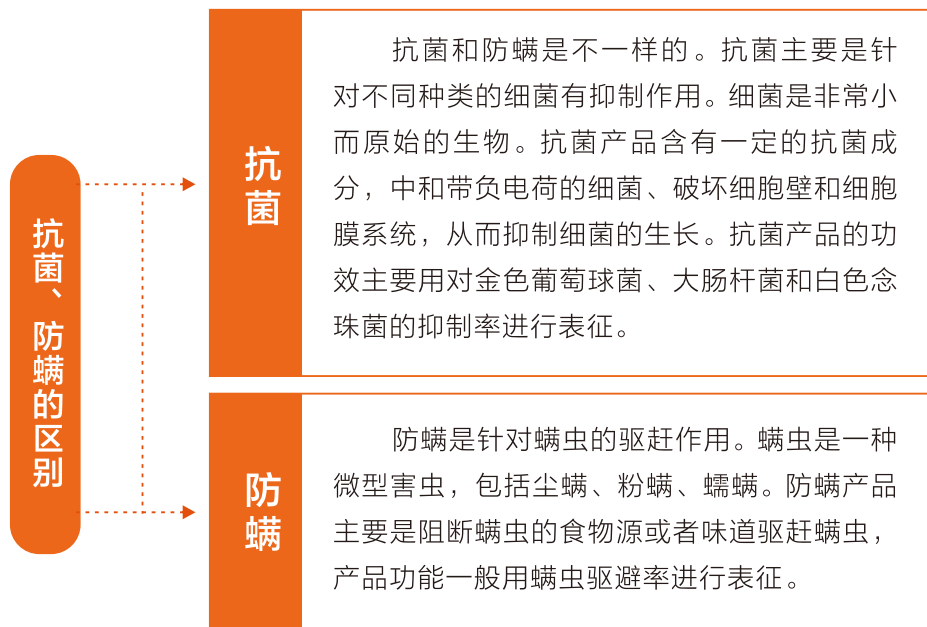 抗菌、防螨的区别
抗菌
抗菌和防螨是不一样的。抗菌主要是针
对不同种类的细菌有抑制作用。细菌是非常小
而原始的生物。抗菌产品含有一定的抗菌成
分，中和带负电荷的细菌、破坏细胞壁和细胞
膜系统，从而抑制细菌的生长。抗菌产品的功
效主要用对金色葡萄球菌、大肠杆菌和白色念
珠菌的抑制率进行表征。
防螨
防螨是针对螨虫的驱赶作用。螨虫是一种
微型害虫，包括尘螨、粉螨、蠕螨。防螨产品
主要是阻断螨虫的食物源或者味道驱赶螨虫，
产品功能一般用螨虫驱避率进行表征。